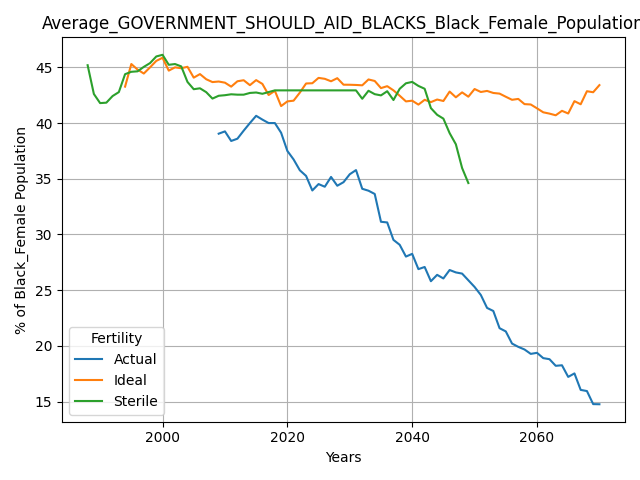 Average_GOVERNMENT_SHOULD_AID_BLACKS_Black_Female_Population
% of Black_Female Population
45
40
35
30
25
20
15
Fertility
Actual
Ideal
Sterile
2000 2020 2040 2060
Years